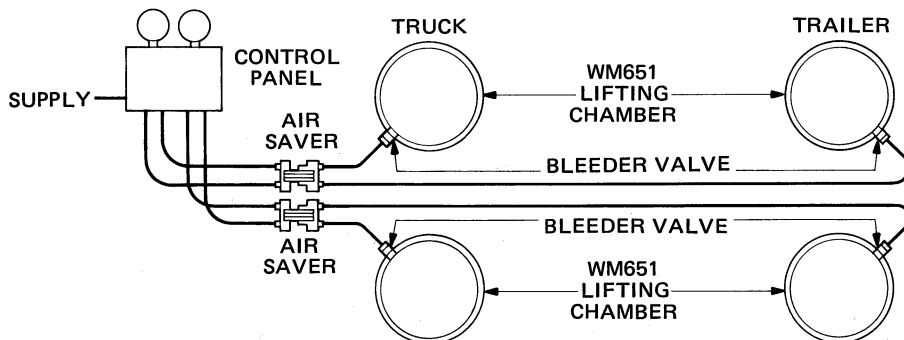 TRUCK
TRAILER
CONTROL
PANEL
SUPPLY
WM651
LIFTING
CHAMBER
AIR
SAVER
BLEEDER VALVE
BLEEDER VALVE
AIR
SAVER
WM651
LIFTING
CHAMBER